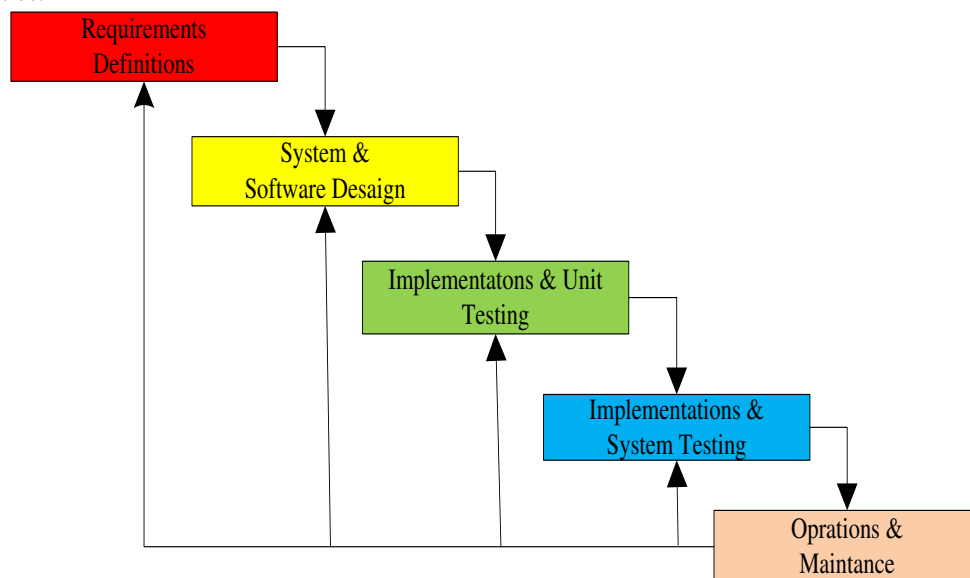 Requirements
Definitions
System &
Software Desaign
Implementatons & Unit
Testing
Implementations &
System Testing
Oprations &
Maintance